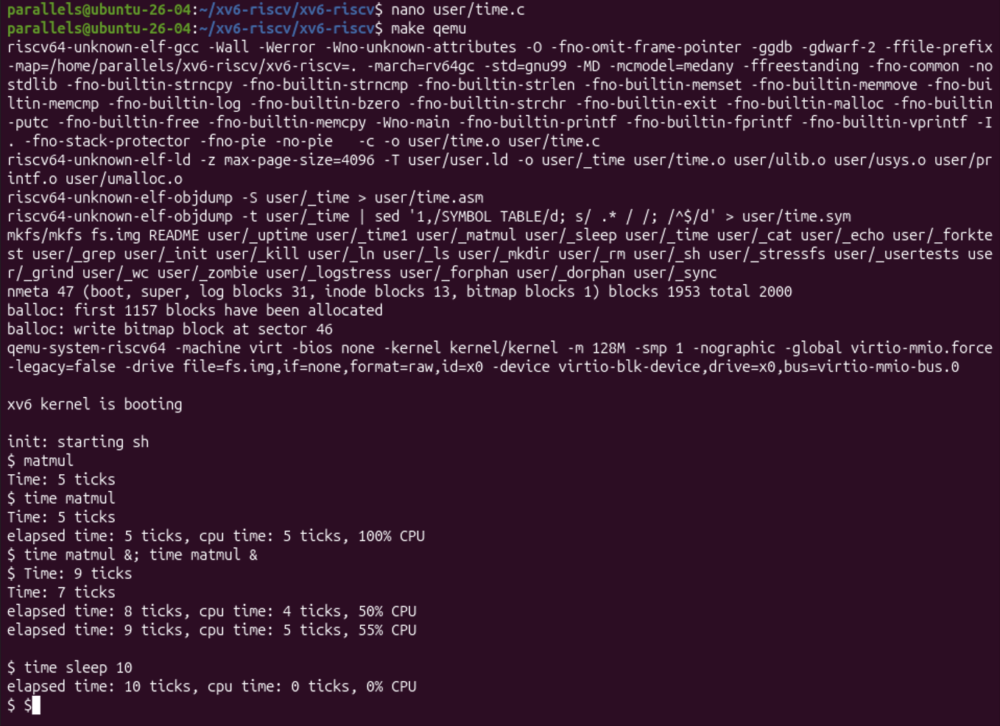 parallels@ubuntu-26-04:~/xv6-riscv/xv6-riscv$ nano user/time.c
parallels@ubuntu-26-04:~/xv6-riscv/xv6-riscv$ make qemu
riscv64-unknown-elf-gcc -Wall -Werror -Wno-unknown-attributes -O -fno-omit-frame-pointer -ggdb -gdwarf-2 -ffile-prefix
-map=/home/parallels/xv6-riscv/xv6-riscv=. -march=rv64gc -std=gnu99 -MD -mcmodel=medany -ffreestanding -fno-common -no
stdlib -fno-builtin-strncpy -fno-builtin-strncmp -fno-builtin-strlen -fno-builtin-memset -fno-builtin-memmove -fno-bui
ltin-memcmp -fno-builtin-log -fno-builtin-bzero -fno-builtin-strchr -fno-builtin-exit -fno-builtin-malloc -fno-builtin
-putc -fno-builtin-free -fno-builtin-memcpy -Wno-main -fno-builtin-printf -fno-builtin-fprintf -fno-builtin-vprintf -I
. -fno-stack-protector -fno-pie -no-pie   -c -o user/time.o user/time.c
riscv64-unknown-elf-ld -z max-page-size=4096 -T user/user.ld -o user/_time user/time.o user/ulib.o user/usys.o user/pr
intf.o user/umalloc.o
riscv64-unknown-elf-objdump -S user/_time > user/time.asm
riscv64-unknown-elf-objdump -t user/_time | sed '1,/SYMBOL TABLE/d; s/ .* / /; /^$/d' > user/time.sym
mkfs/mkfs fs.img README user/_uptime user/_time1 user/_matmul user/_sleep user/_time user/_cat user/_echo user/_forkte
st user/_grep user/_init user/_kill user/_ln user/_ls user/_mkdir user/_rm user/_sh user/_stressfs user/_usertests use
r/_grind user/_wc user/_zombie user/_logstress user/_forphan user/_dorphan user/_sync
nmeta 47 (boot, super, log blocks 31, inode blocks 13, bitmap blocks 1) blocks 1953 total 2000
balloc: first 1157 blocks have been allocated
balloc: write bitmap block at sector 46
qemu-system-riscv64 -machine virt -bios none -kernel kernel/kernel -m 128M -smp 1 -nographic -global virtio-mmio.force
-legacy=false -drive file=fs.img,if=none,format=raw,id=x0 -device virtio-blk-device,drive=x0,bus=virtio-mmio-bus.0

xv6 kernel is booting

init: starting sh
$ matmul
Time: 5 ticks
$ time matmul
Time: 5 ticks
elapsed time: 5 ticks, cpu time: 5 ticks, 100% CPU
$ time matmul &; time matmul &
$ Time: 9 ticks
Time: 7 ticks
elapsed time: 8 ticks, cpu time: 4 ticks, 50% CPU
elapsed time: 9 ticks, cpu time: 5 ticks, 55% CPU

$ time sleep 10
elapsed time: 10 ticks, cpu time: 0 ticks, 0% CPU
$ $